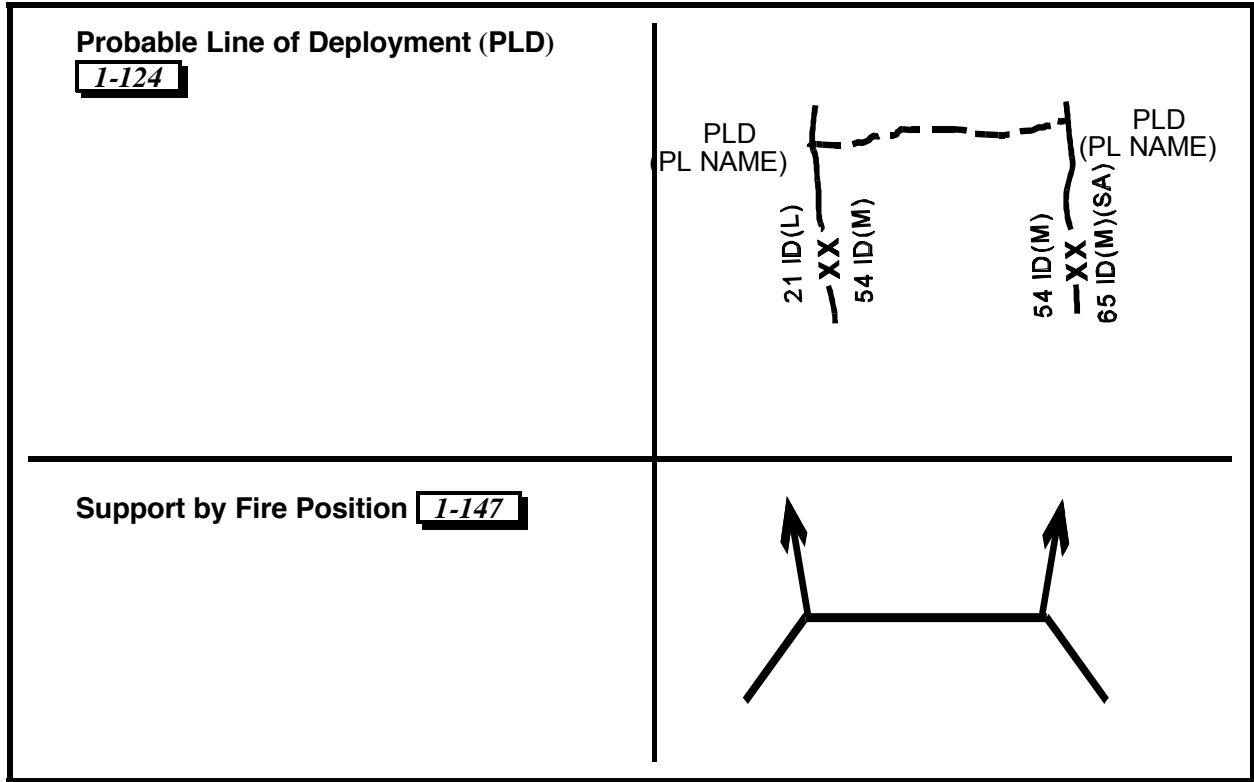 Probable Line of Deployment (PLD)
1-124
PLD
(PL NAME)
PLD
(PL NAME)
21 ID(L)
XX
54 ID(M)
54 ID(M)
XX
65 ID(M)(SA)
Support by Fire Position 1-147